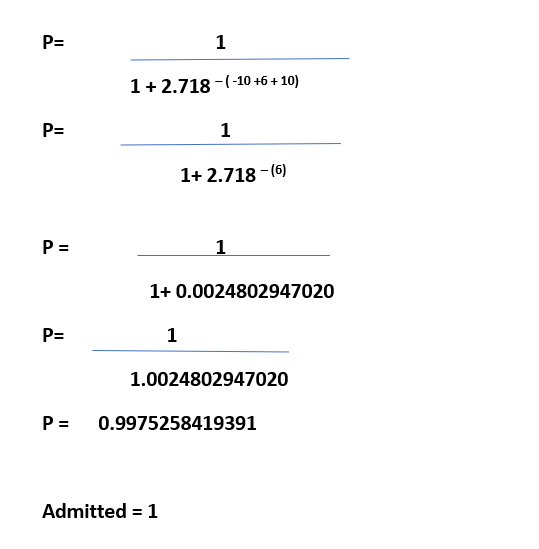 P= 1
1 + 2.718 – ( -10 +6 + 10)
P= 1
1+ 2.718 – (6)
P = 1
1+ 0.0024802947020
P= 1
1.0024802947020
P = 0.9975258419391
Admitted = 1